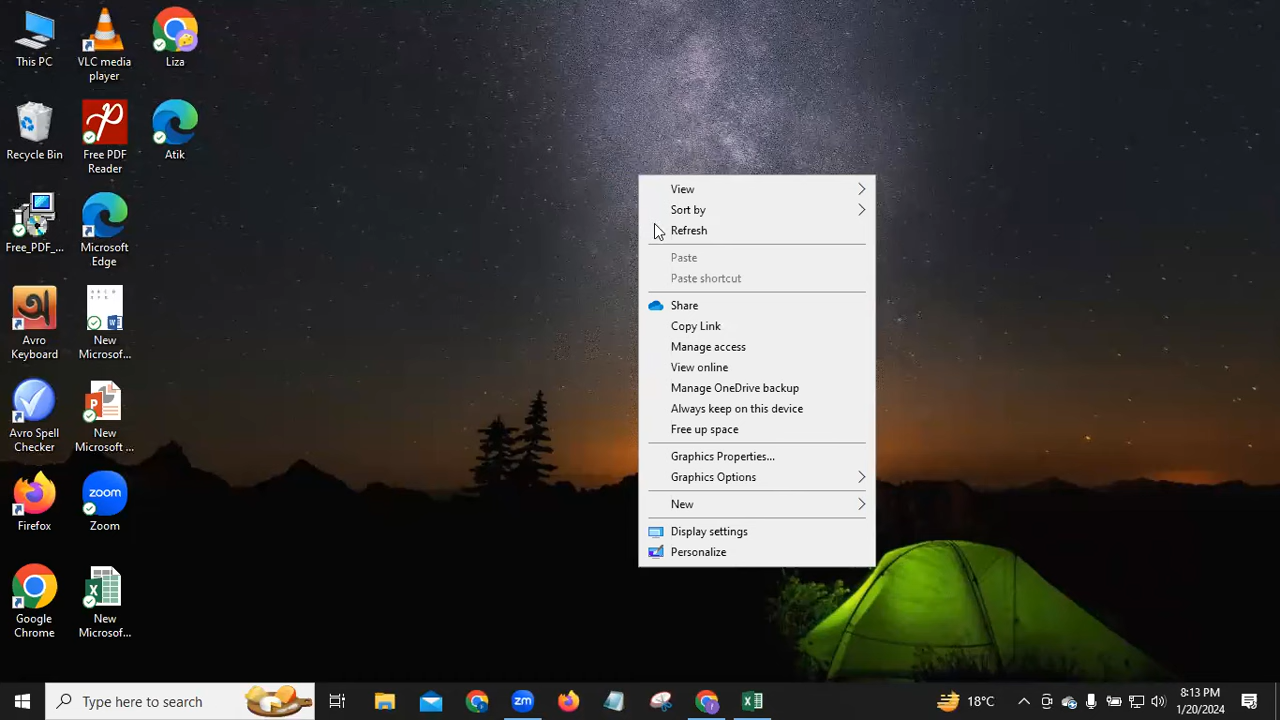 This PC
VLC media
player
Liza
Recycle Bin
Free PDF
Reader
Atik
Free_PDF_...
Microsoft
Edge
অ
Avro
Keyboard
New
Microsof...
Avro Spell
Checker
New
Microsoft ...
Firefox
zoom
Zoom
Google
Chrome
New
Microsof...
View
Sort by
Refresh
Paste
Paste shortcut
Share
Copy Link
Manage access
View online
Manage OneDrive backup
Always keep on this device
Free up space
Graphics Properties...
Graphics Options
New
Display settings
Personalize
Type here to search
zm
18°C
8:13 PM
1/20/2024